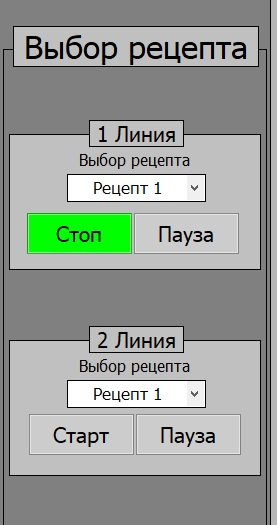 Выбор рецепта
1 Линия
Выбор рецепта
Рецепт 1
Стоп Пауза
2 Линия
Выбор рецепта
Рецепт 1
Старт Пауза